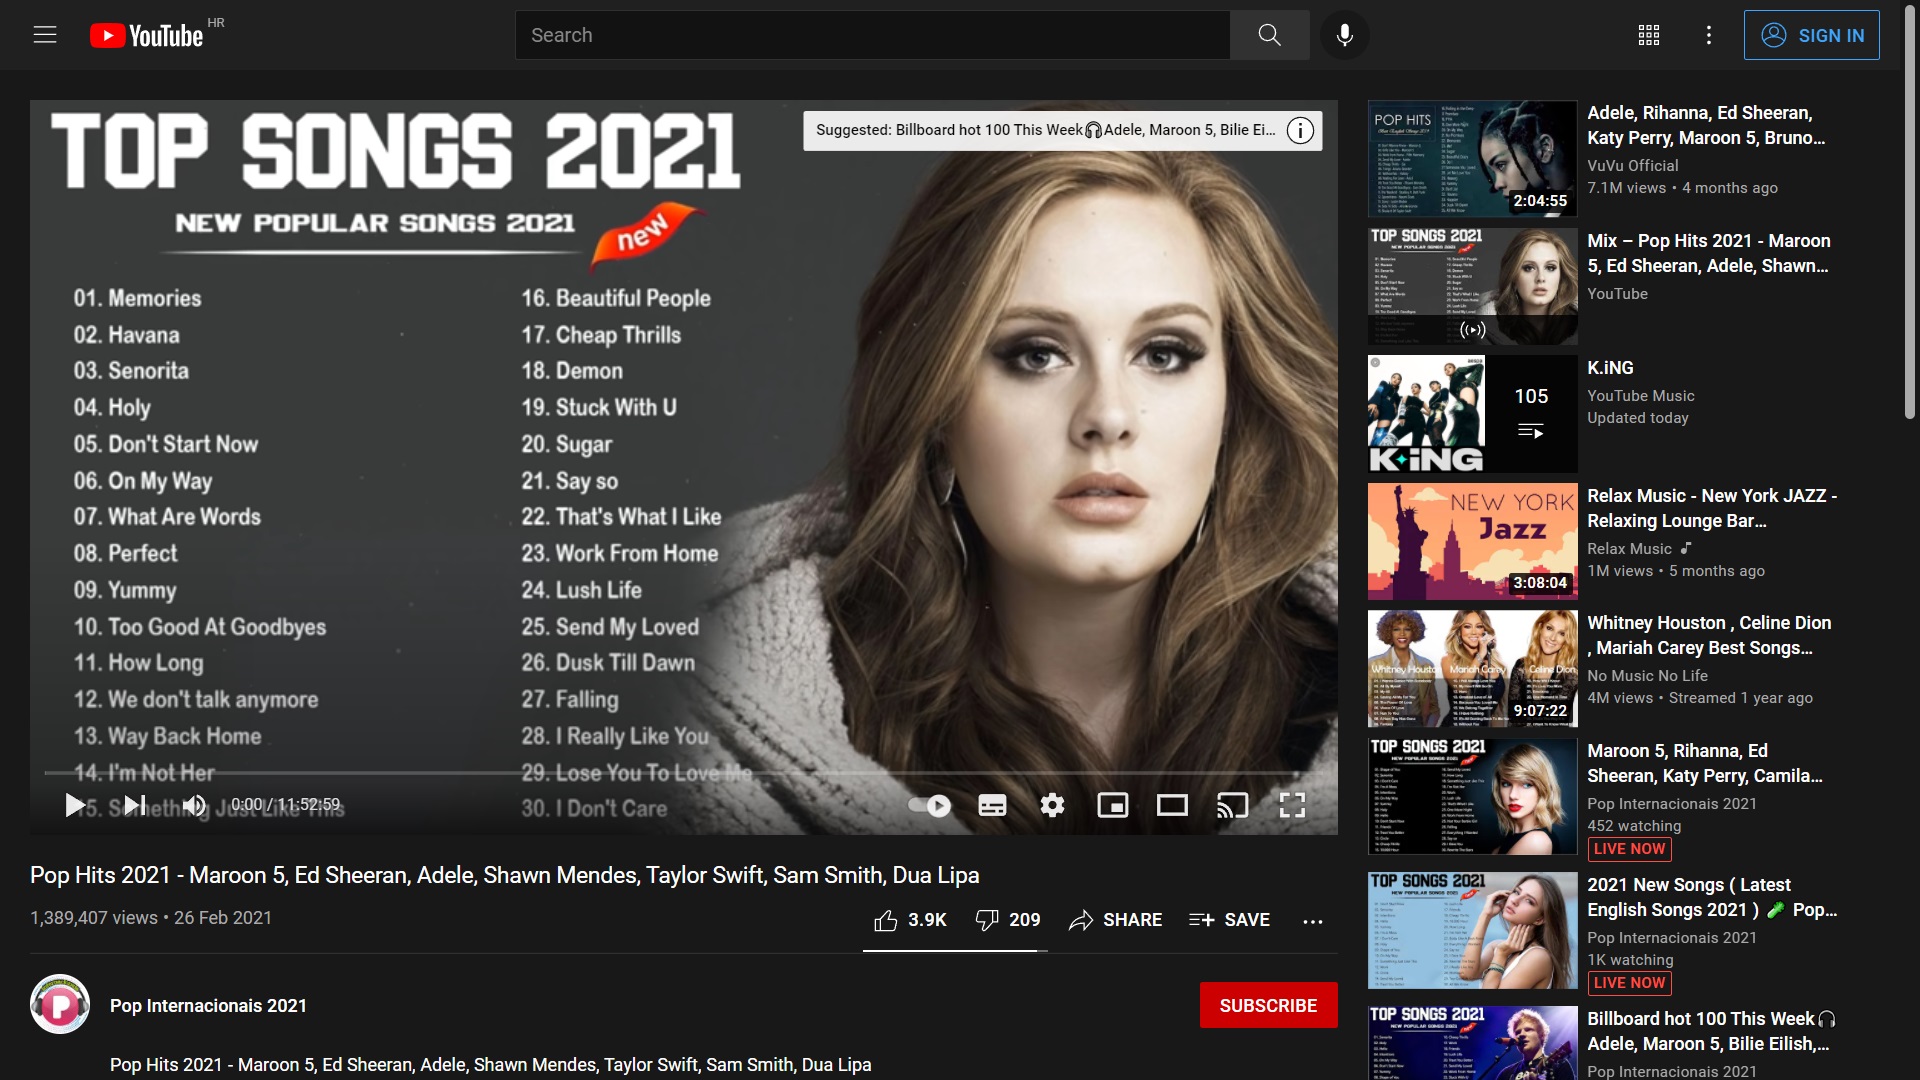 YouTube HR
Search
SIGN IN
TOP SONGS 2021
NEW POPULAR SONGS 2021
new
Suggested: Billboard hot 100 This Week🎧Adele, Maroon 5, Bilie Ei...
01. Memories
02. Havana
03. Senorita
04. Holy
05. Don't Start Now
06. On My Way
07. What Are Words
08. Perfect
09. Yummy
10. Too Good At Goodbyes
11. How Long
12. We don't talk anymore
13. Way Back Home
14. I'm Not Her
15. Something Just Like This
16. Beautiful People
17. Cheap Thrills
18. Demon
19. Stuck With U
20. Sugar
21. Say so
22. That's What I Like
23. Work From Home
24. Lush Life
25. Send My Loved
26. Dusk Till Dawn
27. Falling
28. I Really Like You
29. Lose You To Love Me
30. I Don't Care
0:00 / 11:52:59
Pop Hits 2021 - Maroon 5, Ed Sheeran, Adele, Shawn Mendes, Taylor Swift, Sam Smith, Dua Lipa
1,389,407 views • 26 Feb 2021
3.9K
209
SHARE
SAVE
P
Pop Internacionais 2021
SUBSCRIBE
Pop Hits 2021 - Maroon 5, Ed Sheeran, Adele, Shawn Mendes, Taylor Swift, Sam Smith, Dua Lipa
POP HITS
2:04:55
Adele, Rihanna, Ed Sheeran,
Katy Perry, Maroon 5, Bruno...
VuVu Official
7.1M views • 4 months ago
TOP SONGS 2021
NEW POPULAR SONGS 2021
Mix – Pop Hits 2021 - Maroon
5, Ed Sheeran, Adele, Shawn...
YouTube
K·iNG
105
K.iNG
YouTube Music
Updated today
NEW YORK
Jazz
3:08:04
Relax Music - New York JAZZ -
Relaxing Lounge Bar...
Relax Music
1M views • 5 months ago
Whitney Houston
Mariah Carey
Celine Dion
9:07:22
Whitney Houston , Celine Dion
, Mariah Carey Best Songs...
No Music No Life
4M views • Streamed 1 year ago
TOP SONGS 2021
NEW POPULAR SONGS 2021
Maroon 5, Rihanna, Ed
Sheeran, Katy Perry, Camila...
Pop Internacionais 2021
452 watching
LIVE NOW
TOP SONGS 2021
NEW POPULAR SONGS 2021
2021 New Songs ( Latest
English Songs 2021 ) Pop...
Pop Internacionais 2021
1K watching
LIVE NOW
TOP SONGS 2021
NEW POPULAR SONGS 2021
Billboard hot 100 This Week🎧
Adele, Maroon 5, Bilie Eilish,...
Pop Internacionais 2021